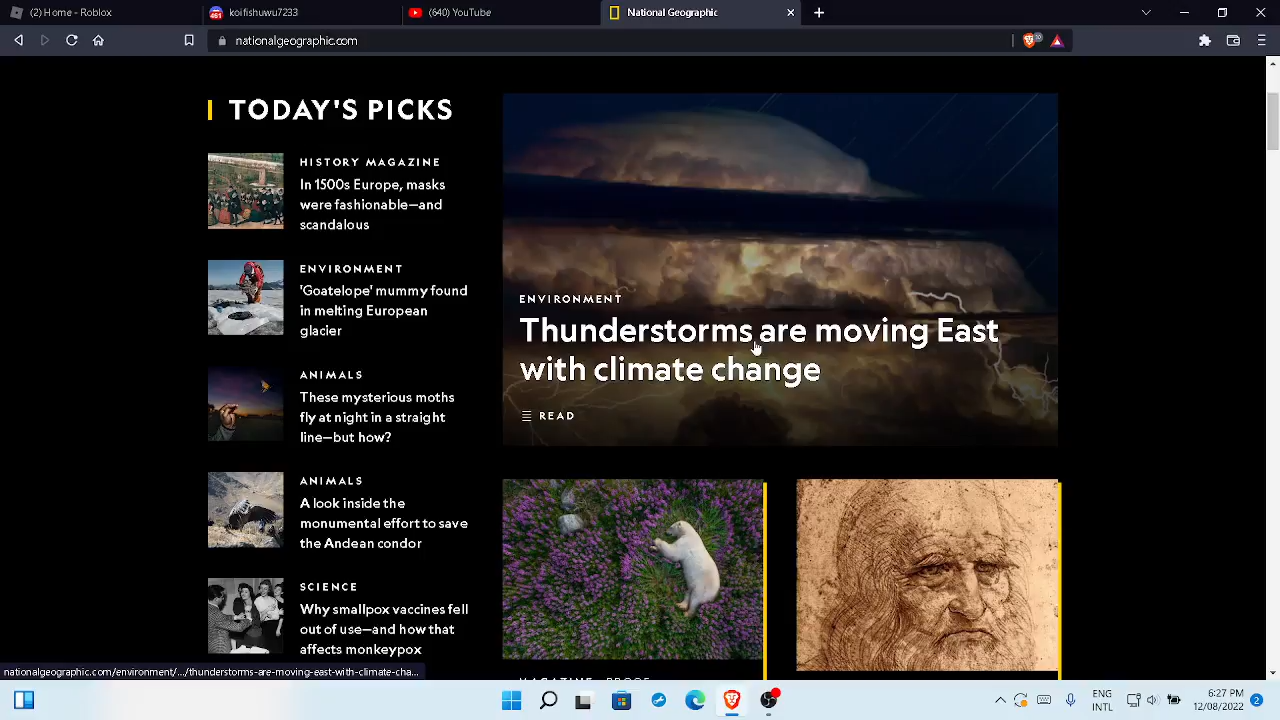 (2) Home - Roblox
461
koifishuwu7233
(640) YouTube
National Geographic
nationalgeographic.com
10
TODAY'S PICKS
HISTORY MAGAZINE
In 1500s Europe, masks
were fashionable—and
scandalous
ENVIRONMENT
'Goatelope' mummy found
in melting European
glacier
ANIMALS
These mysterious moths
fly at night in a straight
line—but how?
ANIMALS
A look inside the
monumental effort to save
the Andean condor
SCIENCE
Why smallpox vaccines fell
out of use—and how that
affects monkeypox
ENVIRONMENT
Thunderstorms are moving East
with climate change
READ
nationalgeographic.com/environment/.../thunderstorms-are-moving-east-with-climate-cha...
ENG
INTL
6:27 PM
12/08/2022
2